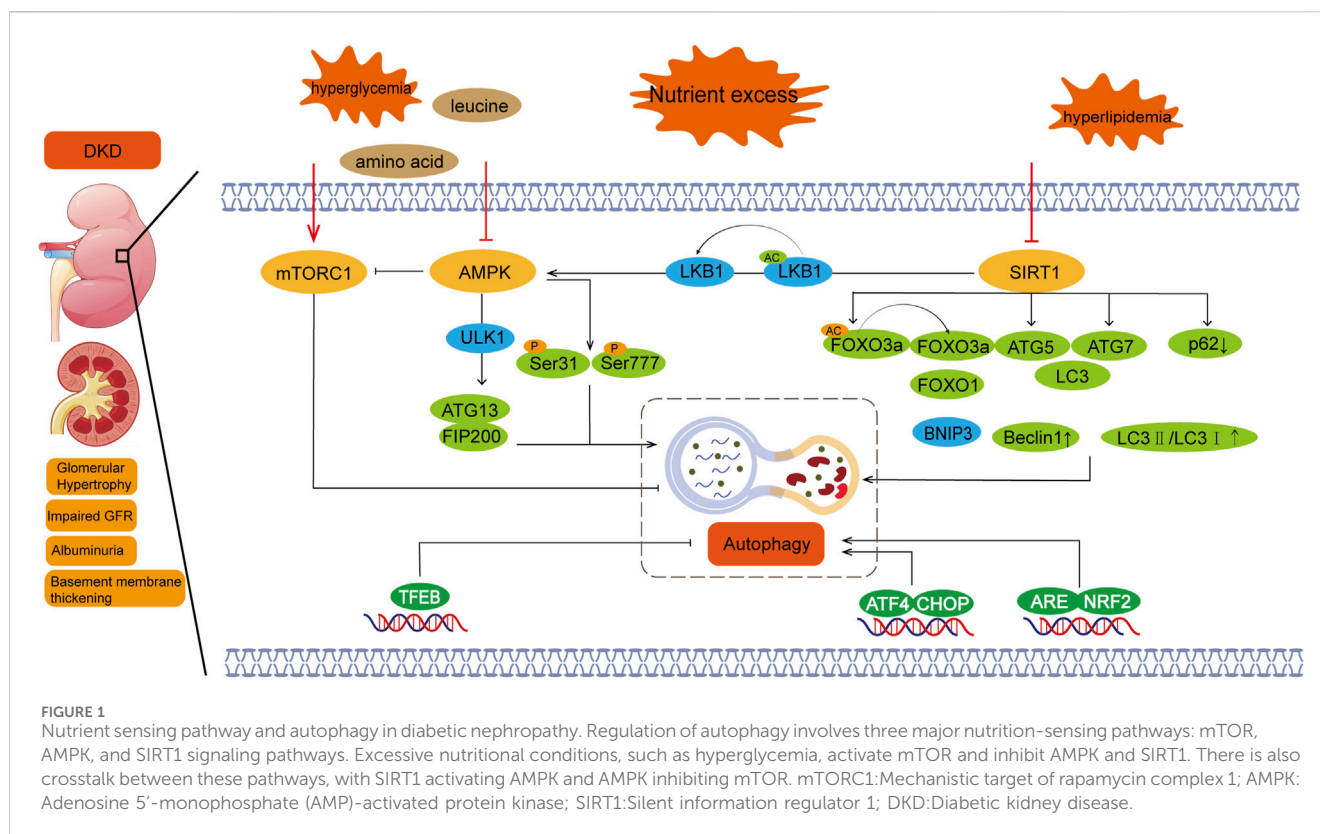 hyperglycemia
leucine
Nutrient excess
hyperlipidemia
amino acid
DKD
mTORC1
AMPK
LKB1
AC
LKB1
SIRT1
ULK1
P
Ser31
P
Ser777
AC
FOXO3a
FOXO3a
ATG5
ATG7
p62↓
LC3
FOXO1
ATG13
FIP200
BNIP3
Beclin1↑
LC3Ⅱ/LC3Ⅰ↑
Glomerular
Hypertrophy
Impaired GFR
Albuminuria
Basement membrane
thickening
Autophagy
TFEB
ATF4
CHOP
ARE
NRF2
FIGURE 1
Nutrient sensing pathway and autophagy in diabetic nephropathy. Regulation of autophagy involves three major nutrition-sensing pathways: mTOR,
AMPK, and SIRT1 signaling pathways. Excessive nutritional conditions, such as hyperglycemia, activate mTOR and inhibit AMPK and SIRT1. There is also
crosstalk between these pathways, with SIRT1 activating AMPK and AMPK inhibiting mTOR. mTORC1:Mechanistic target of rapamycin complex 1; AMPK:
Adenosine 5′-monophosphate (AMP)-activated protein kinase; SIRT1:Silent information regulator 1; DKD:Diabetic kidney disease.